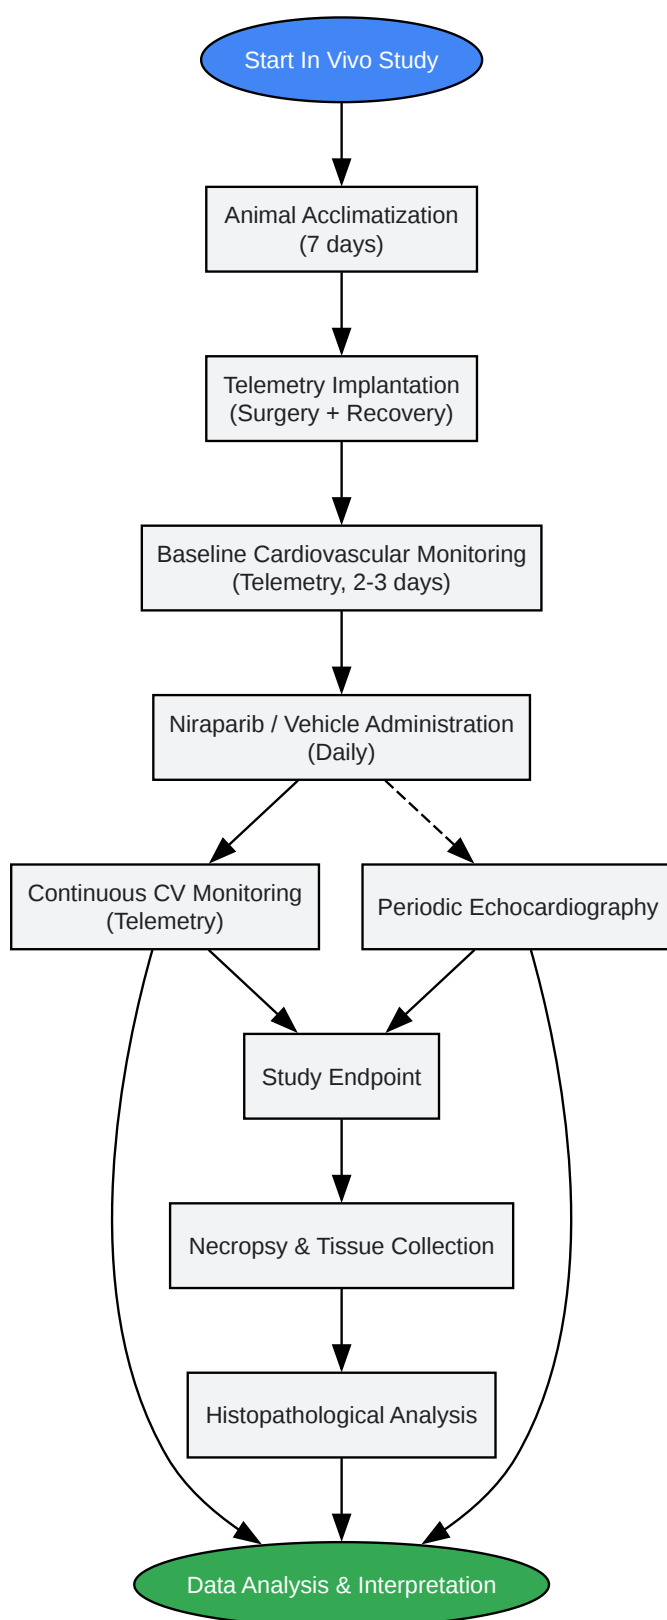 Start In Vivo Study
Animal Acclimatization
(7 days)
Telemetry Implantation
(Surgery + Recovery)
Baseline Cardiovascular Monitoring
(Telemetry, 2-3 days)
Niraparib / Vehicle Administration
(Daily)
Continuous CV Monitoring
(Telemetry)
Periodic Echocardiography
Study Endpoint
Necropsy & Tissue Collection
Histopathological Analysis
Data Analysis & Interpretation